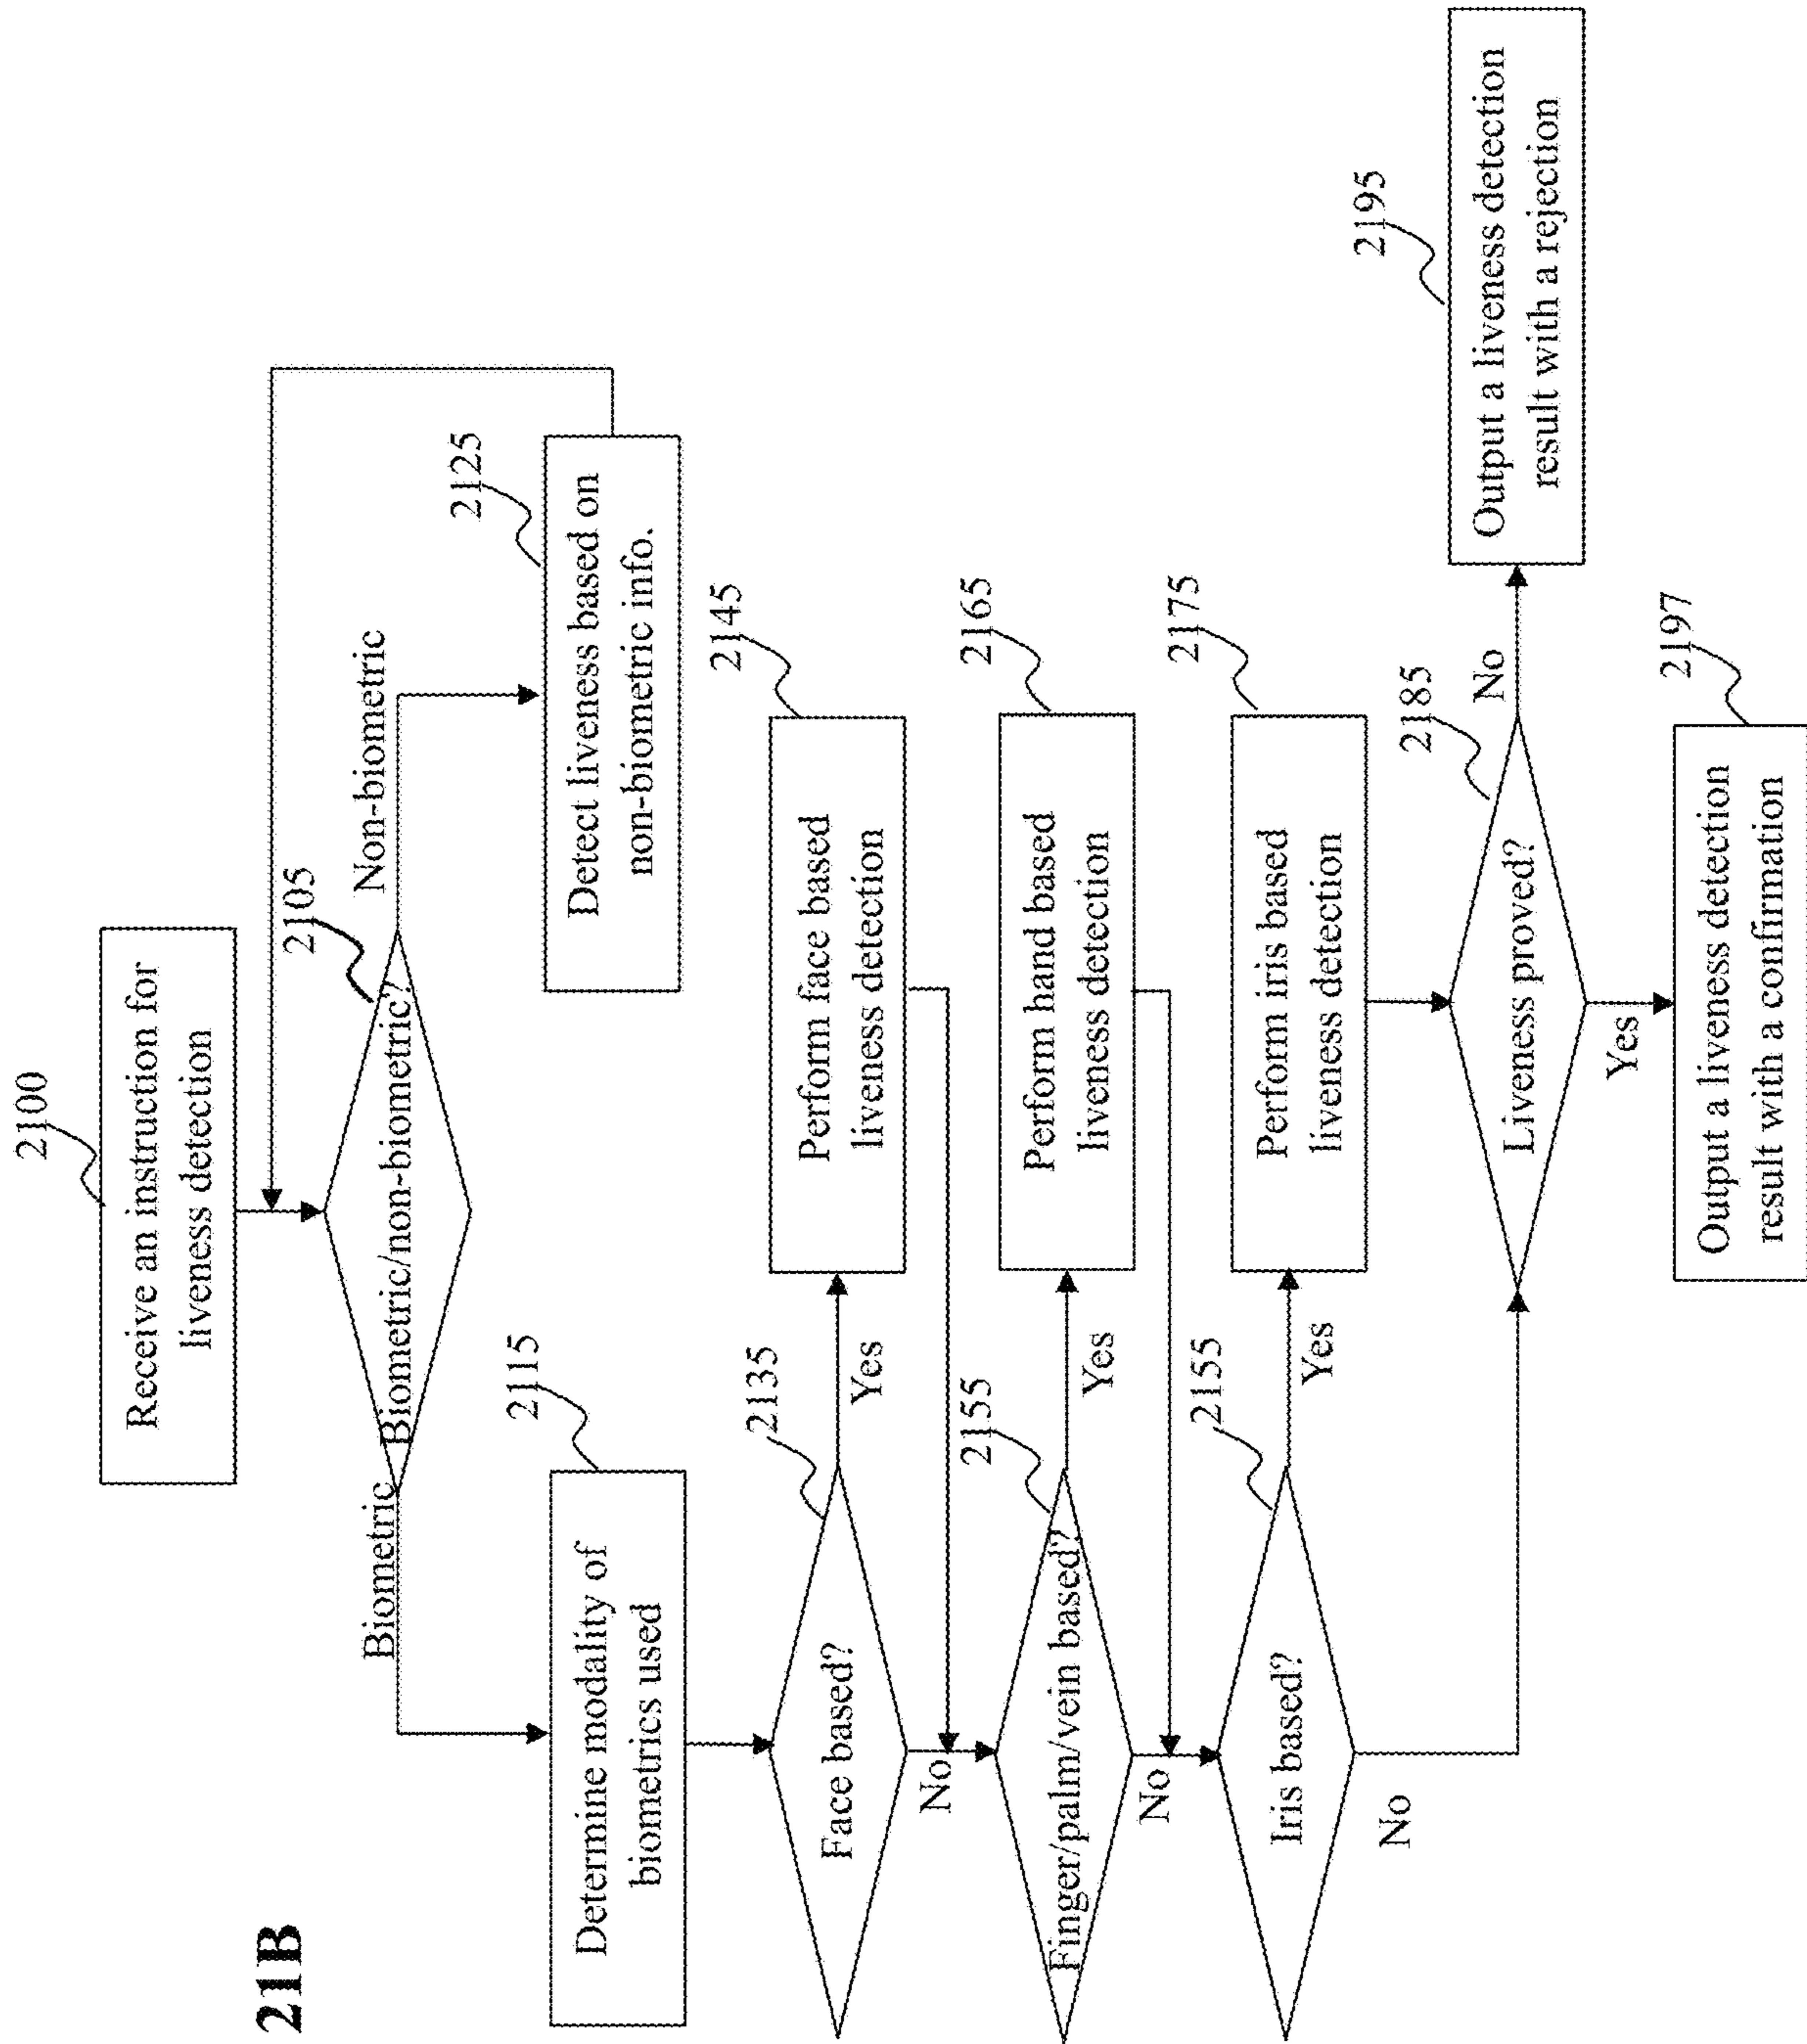 21B
2100
Receive an instruction for
liveness detection
2105
Biometric/non-biometric?
Biometric
Non-biometric
2115
Determine modality of
biometrics used
2125
Detect liveness based on
non-biometric info.
2135
Face based?
Yes
No
2145
Perform face based
liveness detection
2155
Finger/palm/vein based?
Yes
No
2165
Perform hand based
liveness detection
2155
Iris based?
Yes
No
2175
Perform iris based
liveness detection
2185
Liveness proved?
No
Yes
2195
Output a liveness detection
result with a rejection
2197
Output a liveness detection
result with a confirmation